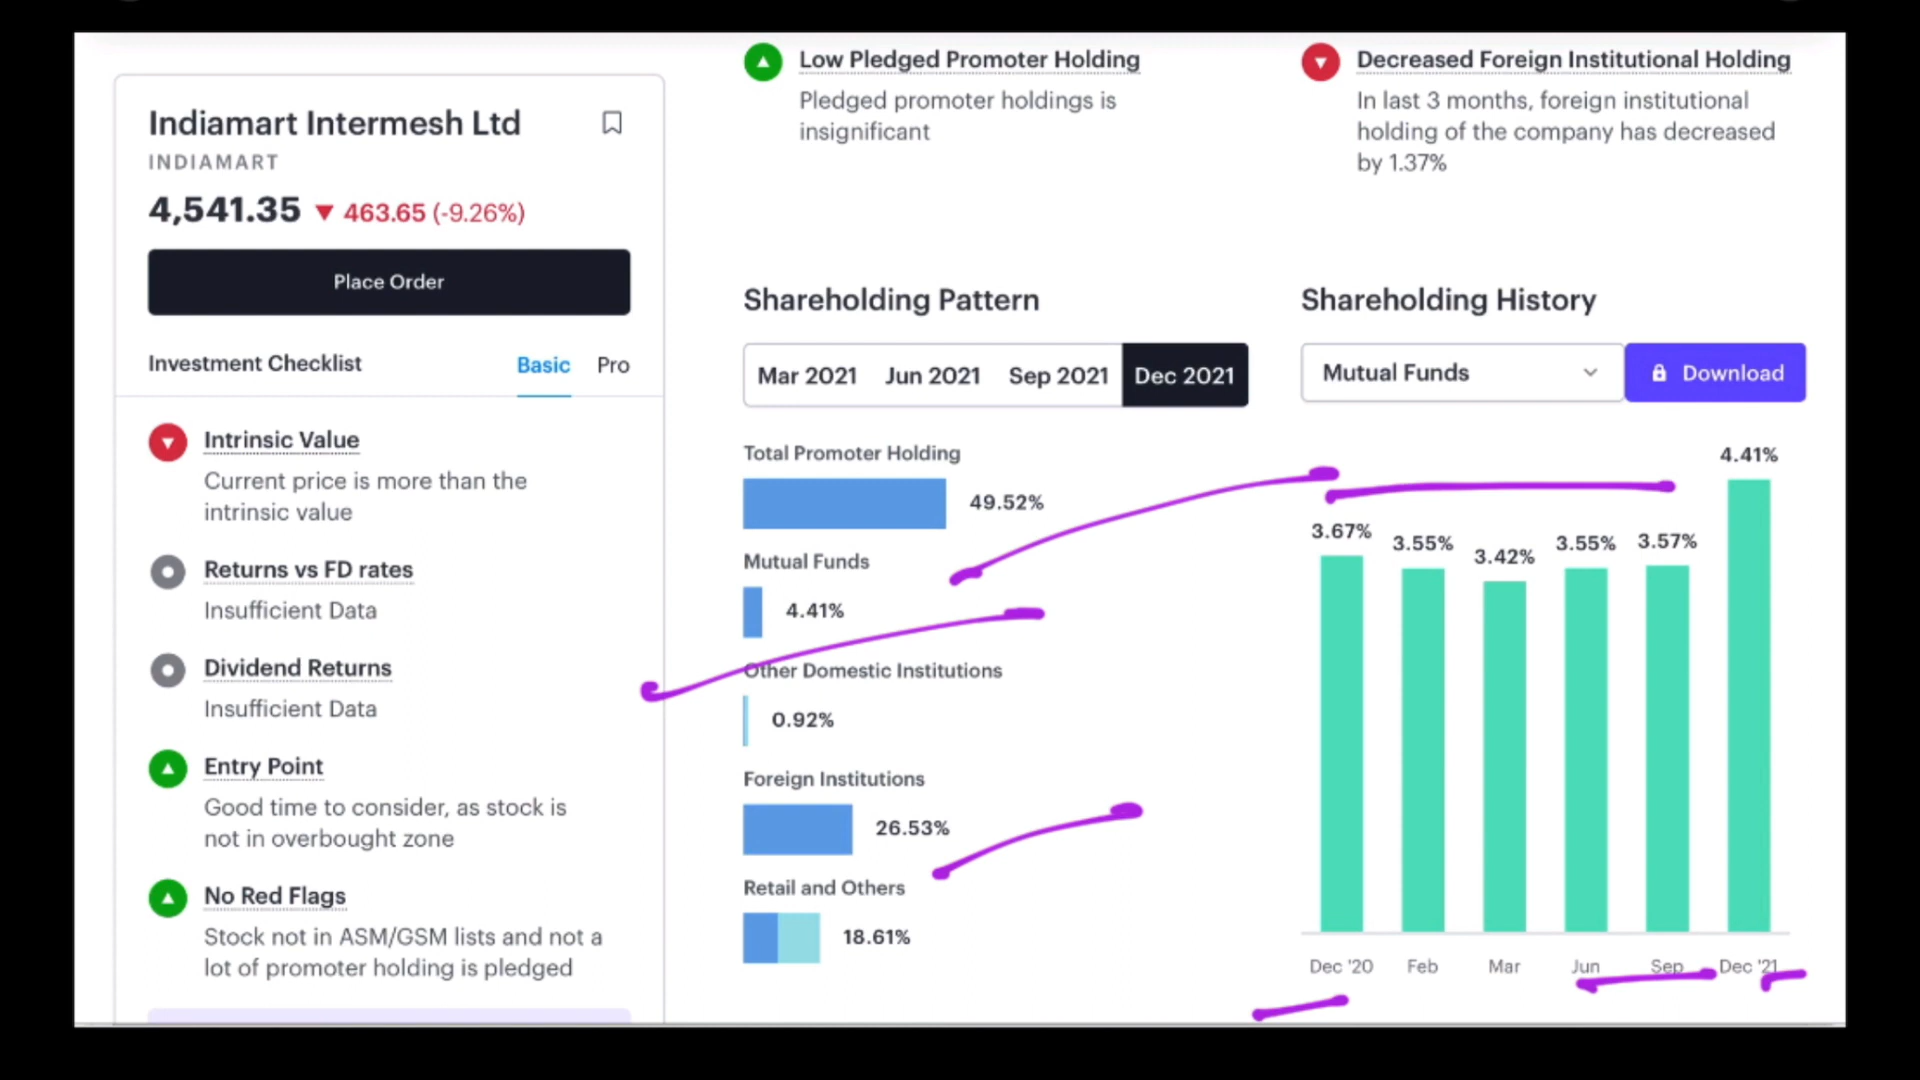 Indiamart Intermesh Ltd
INDIAMART
4,541.35 ▼ 463.65 (-9.26%)
Place Order
Investment Checklist Basic Pro
Intrinsic Value
Current price is more than the
intrinsic value
Returns vs FD rates
Insufficient Data
Dividend Returns
Insufficient Data
Entry Point
Good time to consider, as stock is
not in overbought zone
No Red Flags
Stock not in ASM/GSM lists and not a
lot of promoter holding is pledged
Low Pledged Promoter Holding
Pledged promoter holdings is
insignificant
Decreased Foreign Institutional Holding
In last 3 months, foreign institutional
holding of the company has decreased
by 1.37%
Shareholding Pattern
Mar 2021 Jun 2021 Sep 2021 Dec 2021
Total Promoter Holding
49.52%
Mutual Funds
4.41%
Other Domestic Institutions
0.92%
Foreign Institutions
26.53%
Retail and Others
18.61%
Shareholding History
Mutual Funds Download
3.67% 3.55% 3.42% 3.55% 3.57% 4.41%
Dec '20 Feb Mar Jun Sep Dec '21